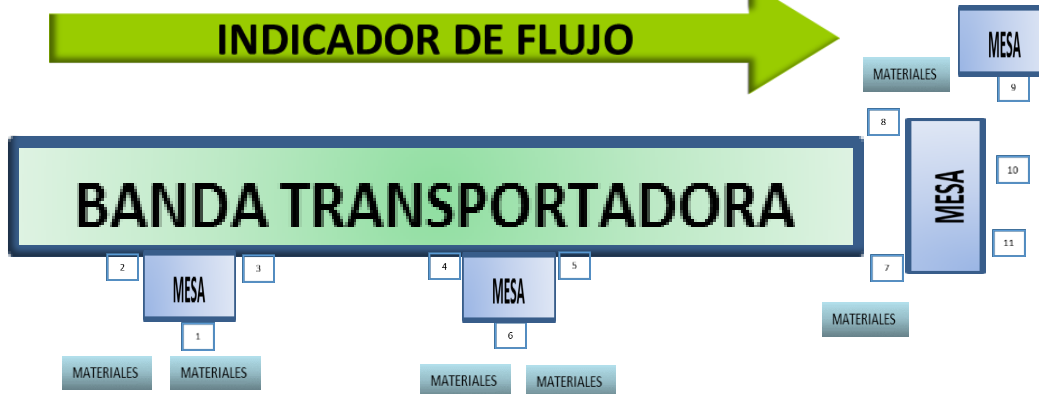 INDICADOR DE FLUJO
MESA
MATERIALES
9
8
BANDA TRANSPORTADORA
MESA
10
11
2
3
4
5
7
MESA
MESA
1
6
MATERIALES
MATERIALES
MATERIALES
MATERIALES
MATERIALES